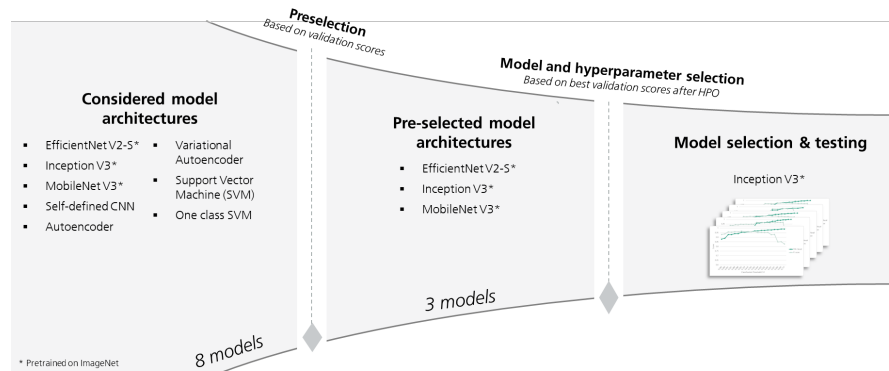 Preselection
Based on validation scores
Model and hyperparameter selection
Based on best validation scores after HPO
Considered model
architectures
▪ EfficientNet V2-S*
▪ Inception V3*
▪ MobileNet V3*
▪ Self-defined CNN
▪ Autoencoder
▪ Variational
Autoencoder
▪ Support Vector
Machine (SVM)
▪ One class SVM
8 models
* Pretrained on ImageNet
Pre-selected model
architectures
▪ EfficientNet V2-S*
▪ Inception V3*
▪ MobileNet V3*
3 models
Model selection & testing
Inception V3*